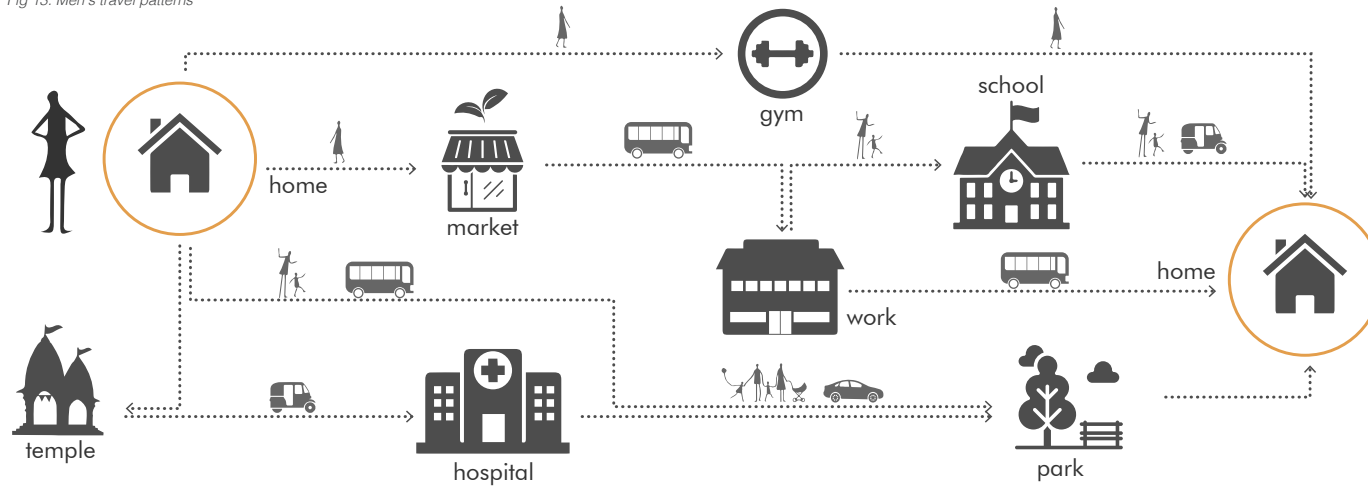 Fig 13: Men's travel patterns
gym
school
home
market
home
work
temple
hospital
park